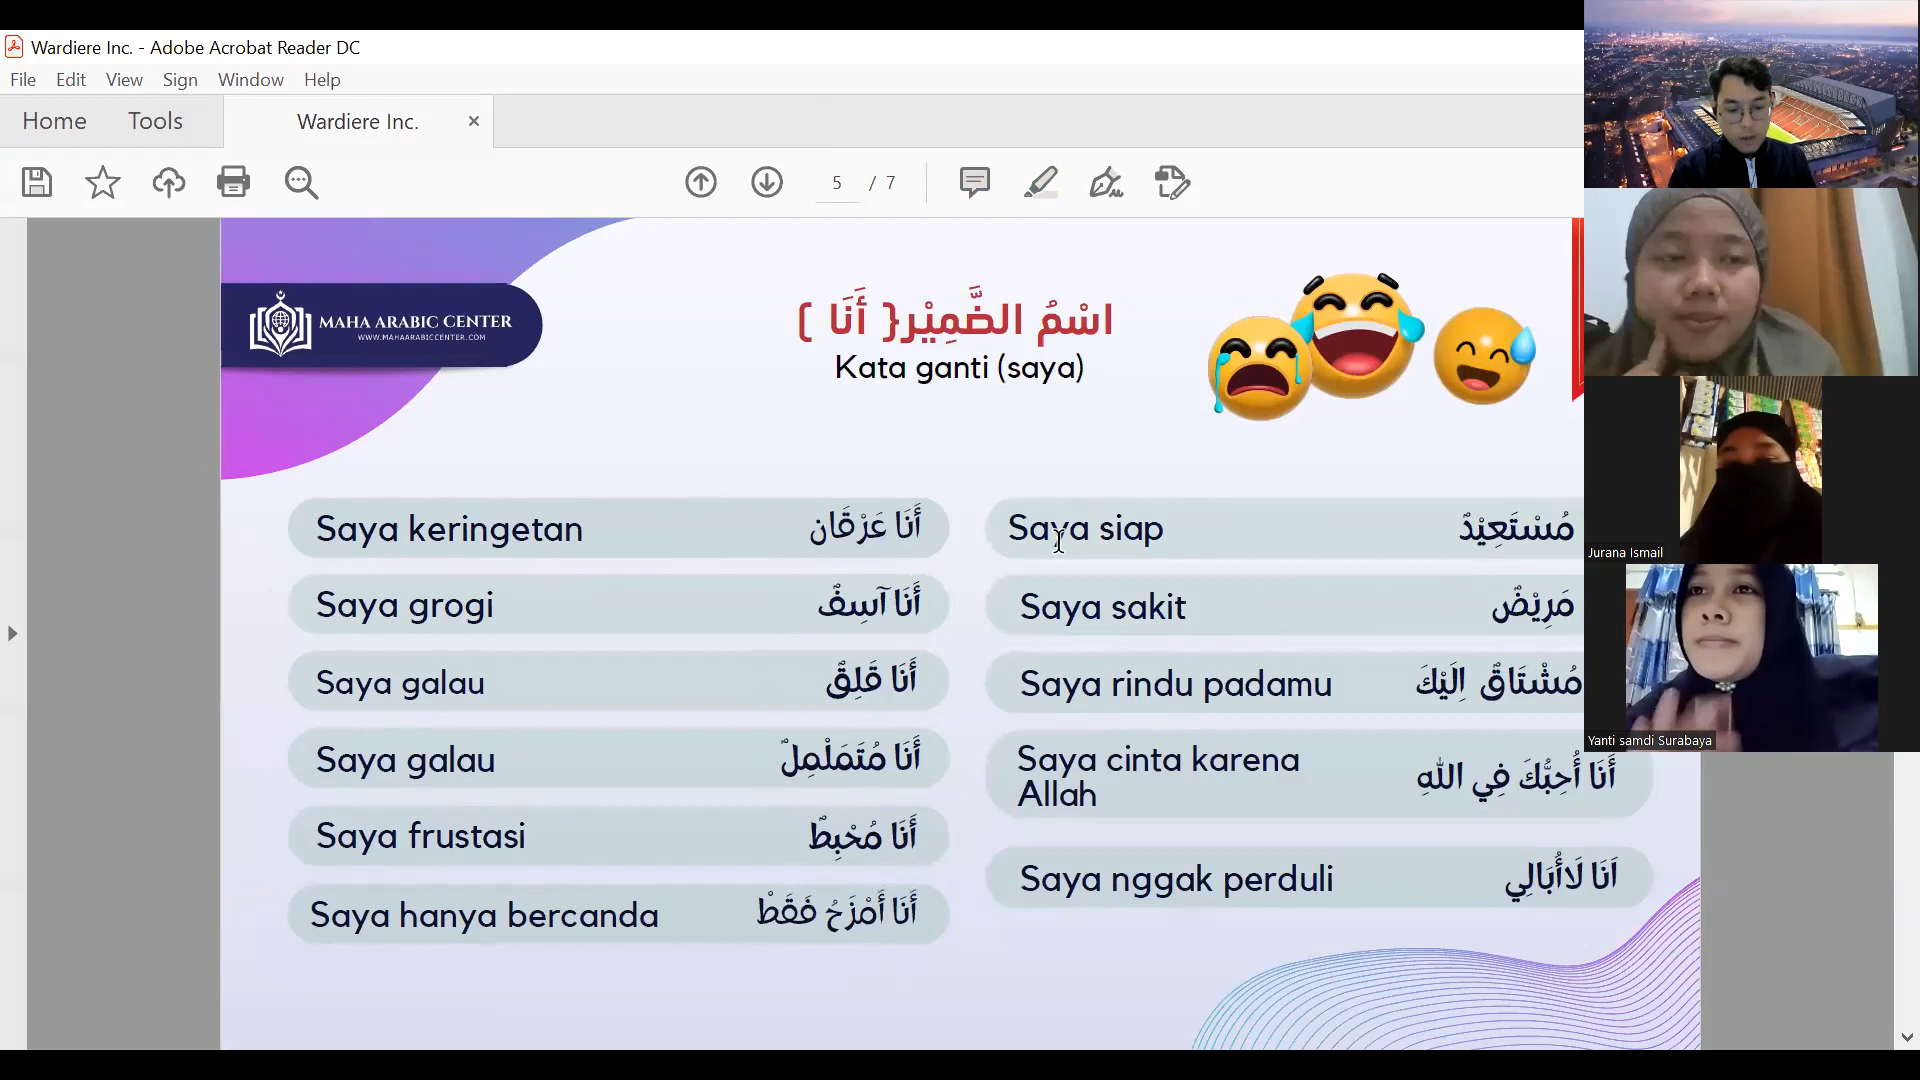 Wardiere Inc. - Adobe Acrobat Reader DC
File Edit View Sign Window Help
Home Tools Wardiere Inc.
5 / 7
MAHA ARABIC CENTER
WWW.MAHAARABICCENTER.COM
اسْمُ الضَّمِيْر{ أَنَا }
Kata ganti (saya)
Saya keringetan أَنَا عَرْقَان
Saya grogi أَنَا آسِفٌ
Saya galau أَنَا قَلِقٌ
Saya galau أَنَا مُتَمَلْمِلٌ
Saya frustasi أَنَا مُحْبِطٌ
Saya hanya bercanda أَنَا أَمْزَحُ فَقَطْ
Saya siap مُسْتَعِيْدٌ
Saya sakit مَرِيْضٌ
Saya rindu padamu مُشْتَاقٌ اِلَيْكَ
Saya cinta karena
Allah أَنَا أُحِبُّكَ فِي اللهِ
Saya nggak perduli اَنَا لَاأُبَالِي
Jurana Ismail
Yanti samdi Surabaya